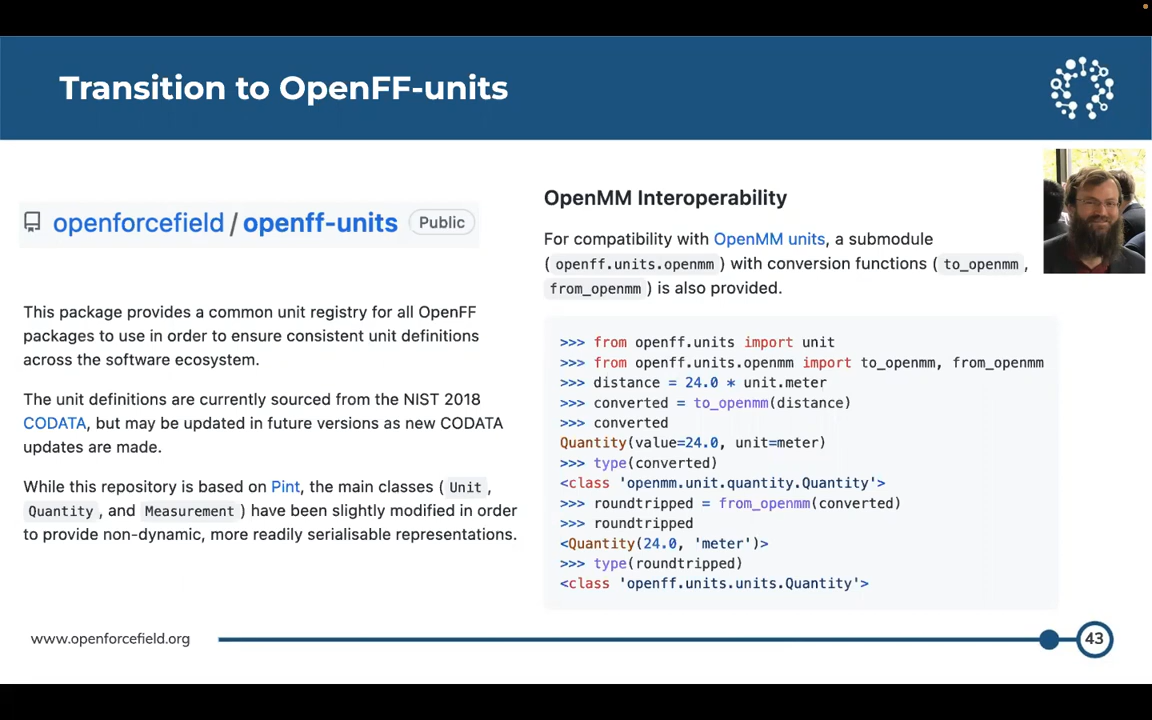 Transition to OpenFF-units
openforcefield / openff-units Public
This package provides a common unit registry for all OpenFF
packages to use in order to ensure consistent unit definitions
across the software ecosystem.
The unit definitions are currently sourced from the NIST 2018
CODATA, but may be updated in future versions as new CODATA
updates are made.
While this repository is based on Pint, the main classes ( Unit ,
Quantity , and Measurement ) have been slightly modified in order
to provide non-dynamic, more readily serialisable representations.
OpenMM Interoperability
For compatibility with OpenMM units, a submodule
( openff.units.openmm ) with conversion functions ( to_openmm ,
from_openmm ) is also provided.
>>> from openff.units import unit
>>> from openff.units.openmm import to_openmm, from_openmm
>>> distance = 24.0 * unit.meter
>>> converted = to_openmm(distance)
>>> converted
Quantity(value=24.0, unit=meter)
>>> type(converted)
<class 'openmm.unit.quantity.Quantity'>
>>> roundtripped = from_openmm(converted)
>>> roundtripped
<Quantity(24.0, 'meter')>
>>> type(roundtripped)
<class 'openff.units.units.Quantity'>
www.openforcefield.org
43